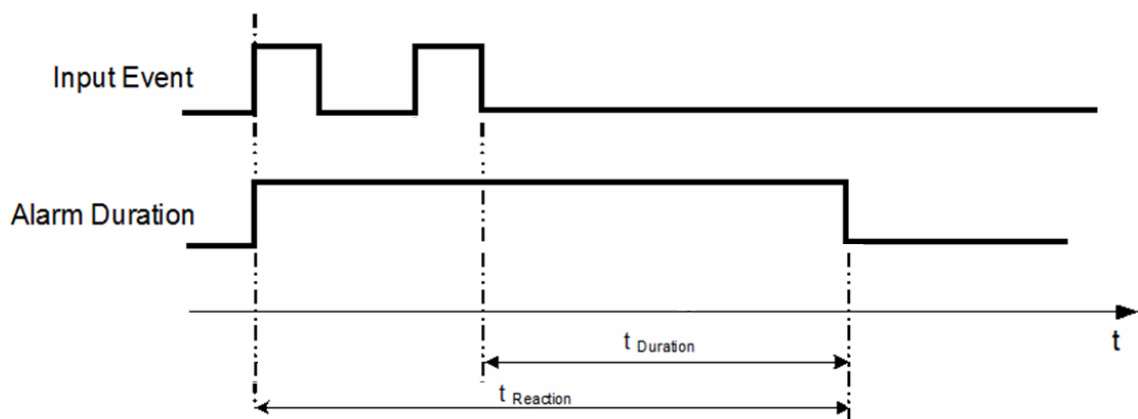 Input Event
Alarm Duration
t
t Duration
t Reaction